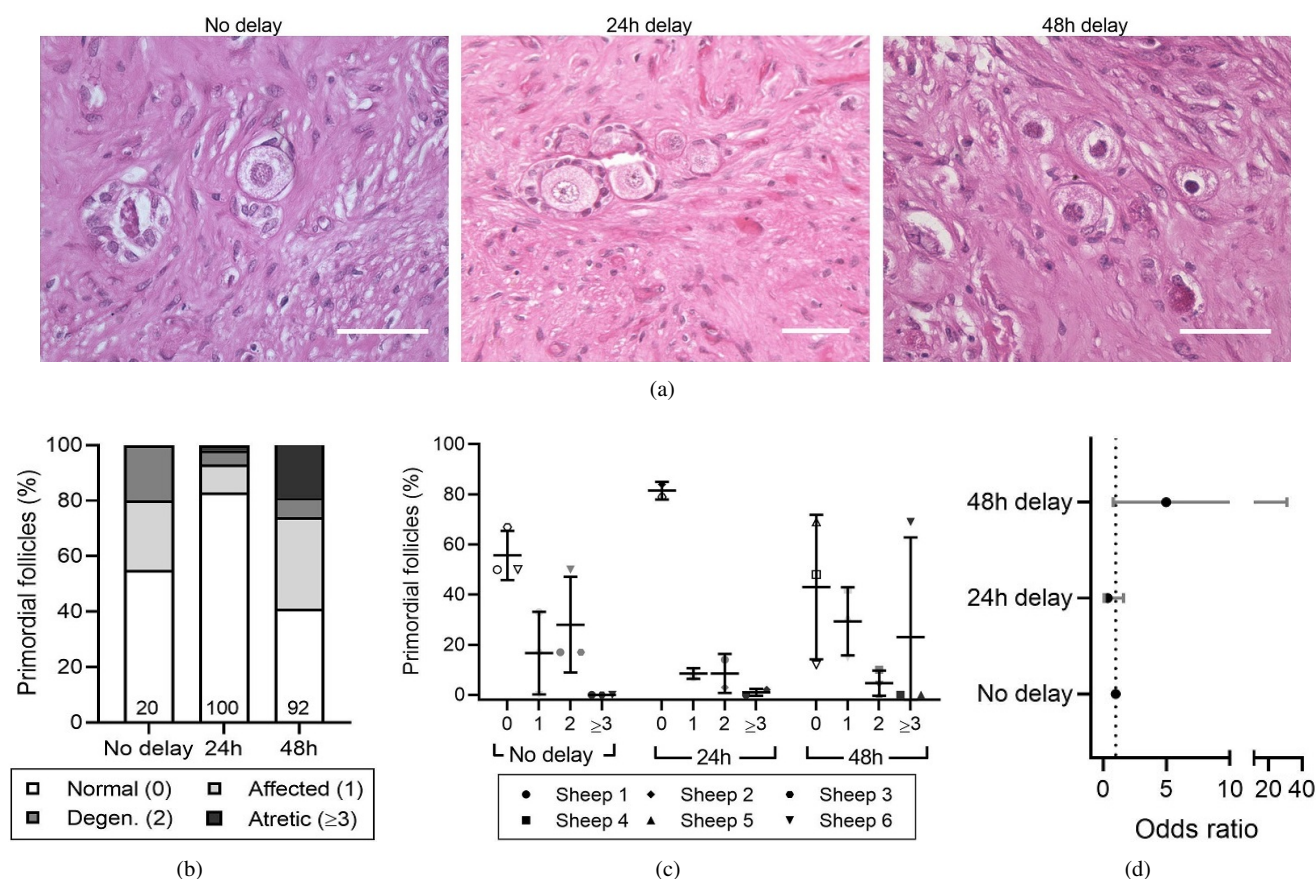 No delay 24h delay 48h delay
(a)
Primordial follicles (%)
100
80
60
40
20
0
20 100 92
No delay 24h 48h
Normal (0) Affected (1)
Degen. (2) Atretic (≥3)
(b)
Primordial follicles (%)
100
80
60
40
20
0
0 1 2 ≥3 0 1 2 ≥3 0 1 2 ≥3
No delay 24h 48h
Sheep 1 Sheep 2 Sheep 3
Sheep 4 Sheep 5 Sheep 6
(c)
48h delay
24h delay
No delay
0 5 10 20 40
Odds ratio
(d)